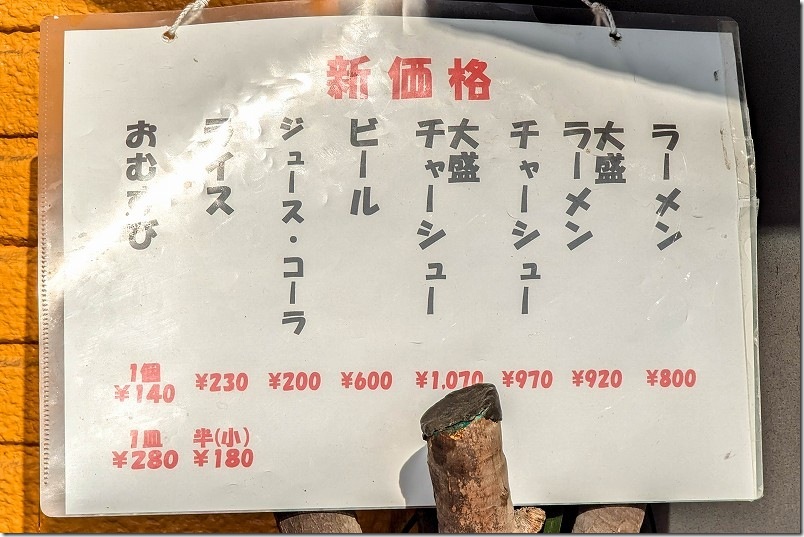 新価格
ラーメン
¥800
大盛
ラーメン
¥920
チャーシュー
¥970
大盛
チャーシュー
¥1,070
ビール
¥600
ジュース・コーラ
¥200
ライス
¥230
半(小)
¥180
おむすび
1個
¥140
1皿
¥280